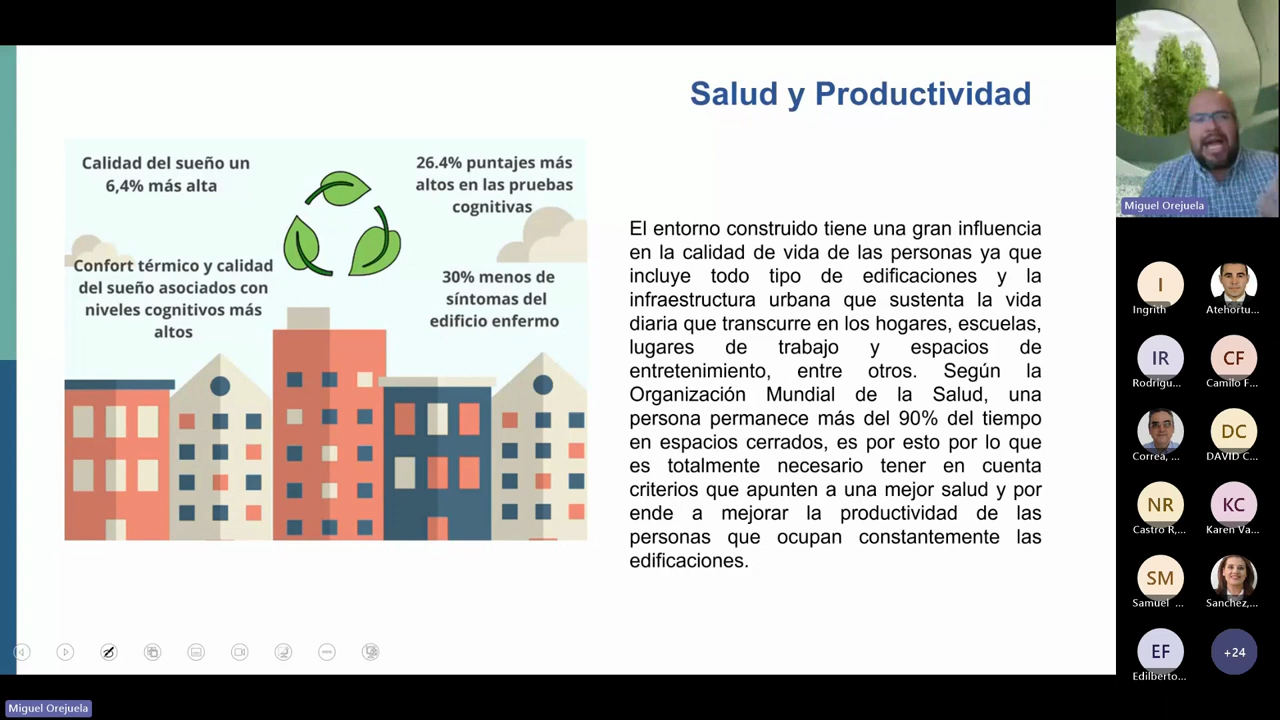 Salud y Productividad
Calidad del sueño un
6,4% más alta
26.4% puntajes más
altos en las pruebas
cognitivas
Confort térmico y calidad
del sueño asociados con
niveles cognitivos más
altos
30% menos de
síntomas del
edificio enfermo
El entorno construido tiene una gran influencia
en la calidad de vida de las personas ya que
incluye todo tipo de edificaciones y la
infraestructura urbana que sustenta la vida
diaria que transcurre en los hogares, escuelas,
lugares de trabajo y espacios de
entretenimiento, entre otros. Según la
Organización Mundial de la Salud, una
persona permanece más del 90% del tiempo
en espacios cerrados, es por esto por lo que
es totalmente necesario tener en cuenta
criterios que apunten a una mejor salud y por
ende a mejorar la productividad de las
personas que ocupan constantemente las
edificaciones.
Miguel Orejuela
I
Ingrith
Atehortu...
IR
Rodrigu...
CF
Camilo F...
Correa, ...
DC
DAVID C...
NR
Castro R,...
KC
Karen Va...
SM
Samuel ...
Sanchez,...
EF
Edilberto...
+24
Miguel Orejuela